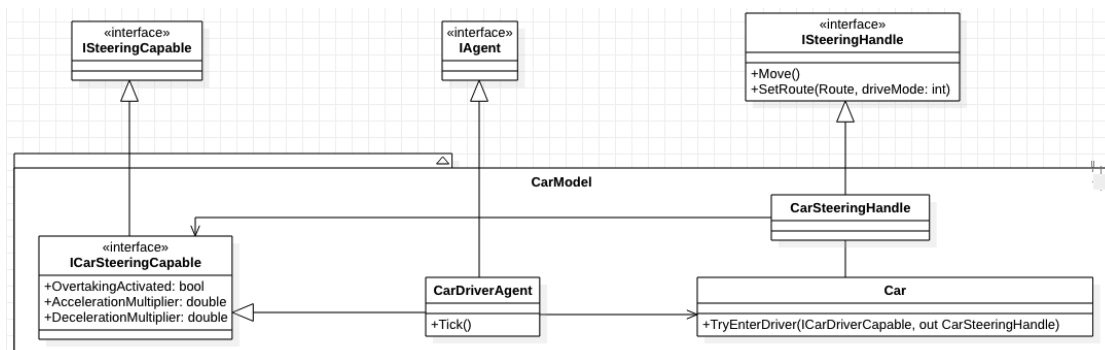 «interface»
ISteeringCapable
«interface»
IAgent
«interface»
ISteeringHandle
+Move()
+SetRoute(Route, driveMode: int)
CarModel
CarSteeringHandle
«interface»
ICarSteeringCapable
+OvertakingActivated: bool
+AccelerationMultiplier: double
+DecelerationMultiplier: double
CarDriverAgent
+Tick()
Car
+TryEnterDriver(ICarDriverCapable, out CarSteeringHandle)